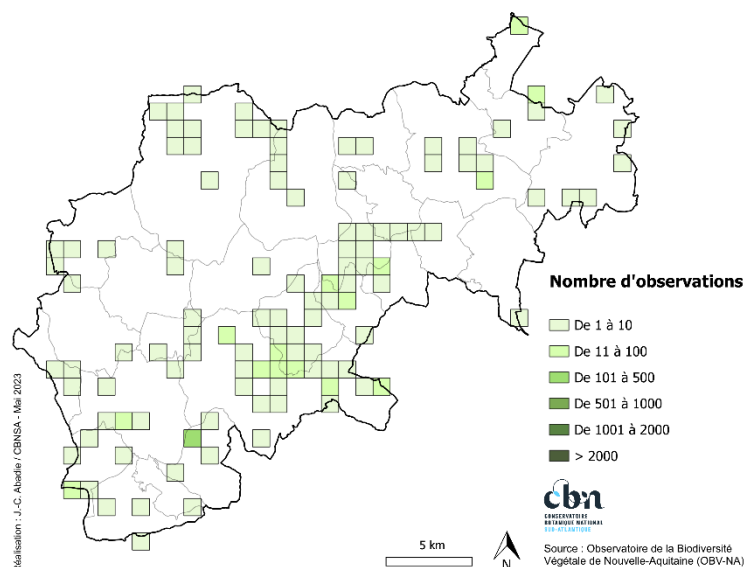 Nombre d'observations
De 1 à 10
De 11 à 100
De 101 à 500
De 501 à 1000
De 1001 à 2000
> 2000
cbn
CONSERVATOIRE
BOTANIQUE NATIONAL
SUD-ATLANTIQUE
5 km
N
Source : Observatoire de la Biodiversité
Végétale de Nouvelle-Aquitaine (OBV-NA)
Réalisation : J.-C. Abadie / CBNSA - Mai 2023